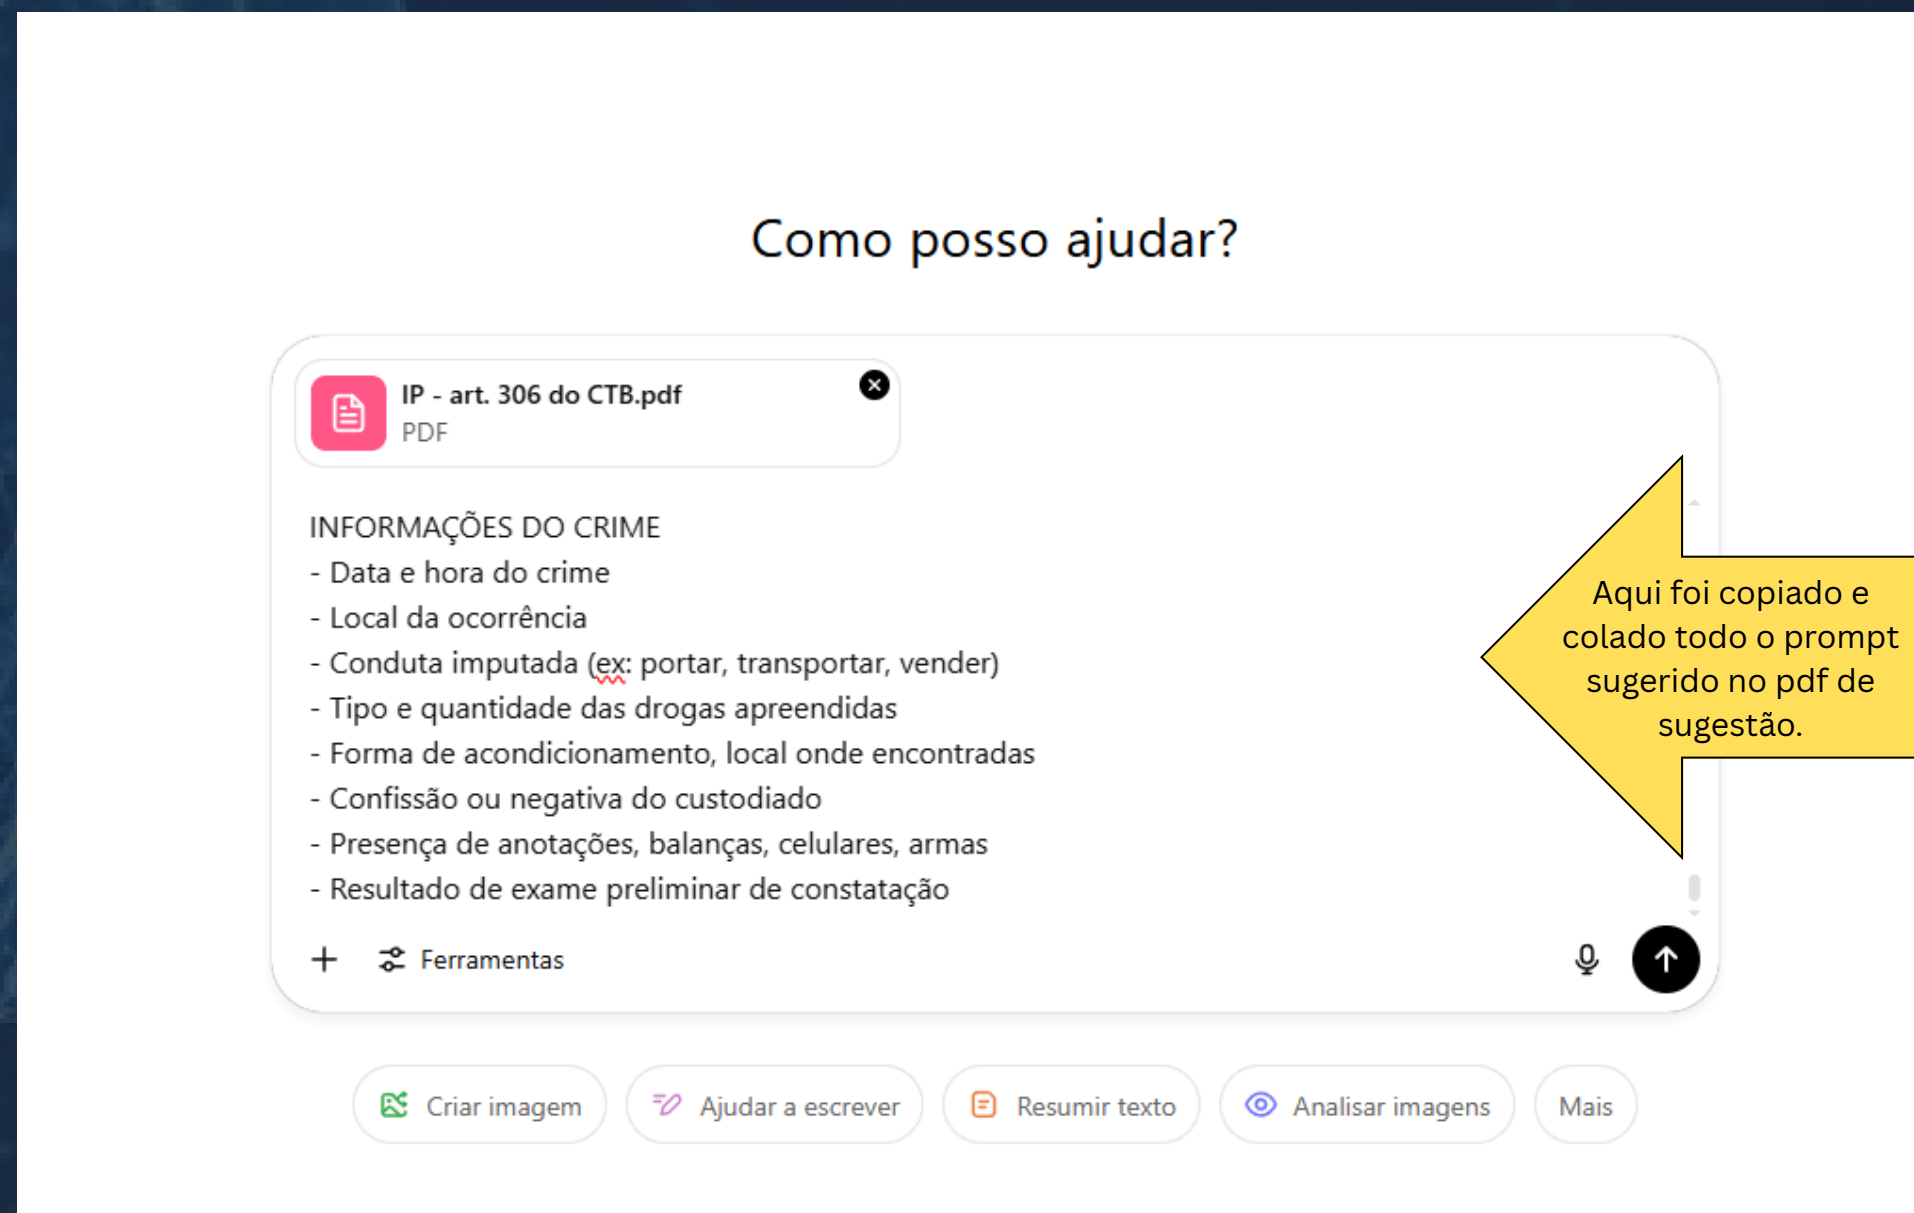 Como posso ajudar?
IP - art. 306 do CTB.pdf
PDF
INFORMAÇÕES DO CRIME
- Data e hora do crime
- Local da ocorrência
- Conduta imputada (ex: portar, transportar, vender)
- Tipo e quantidade das drogas apreendidas
- Forma de acondicionamento, local onde encontradas
- Confissão ou negativa do custodiado
- Presença de anotações, balanças, celulares, armas
- Resultado de exame preliminar de constatação
Aqui foi copiado e
colado todo o prompt
sugerido no pdf de
sugestão.
Ferramentas
Criar imagem
Ajudar a escrever
Resumir texto
Analisar imagens
Mais